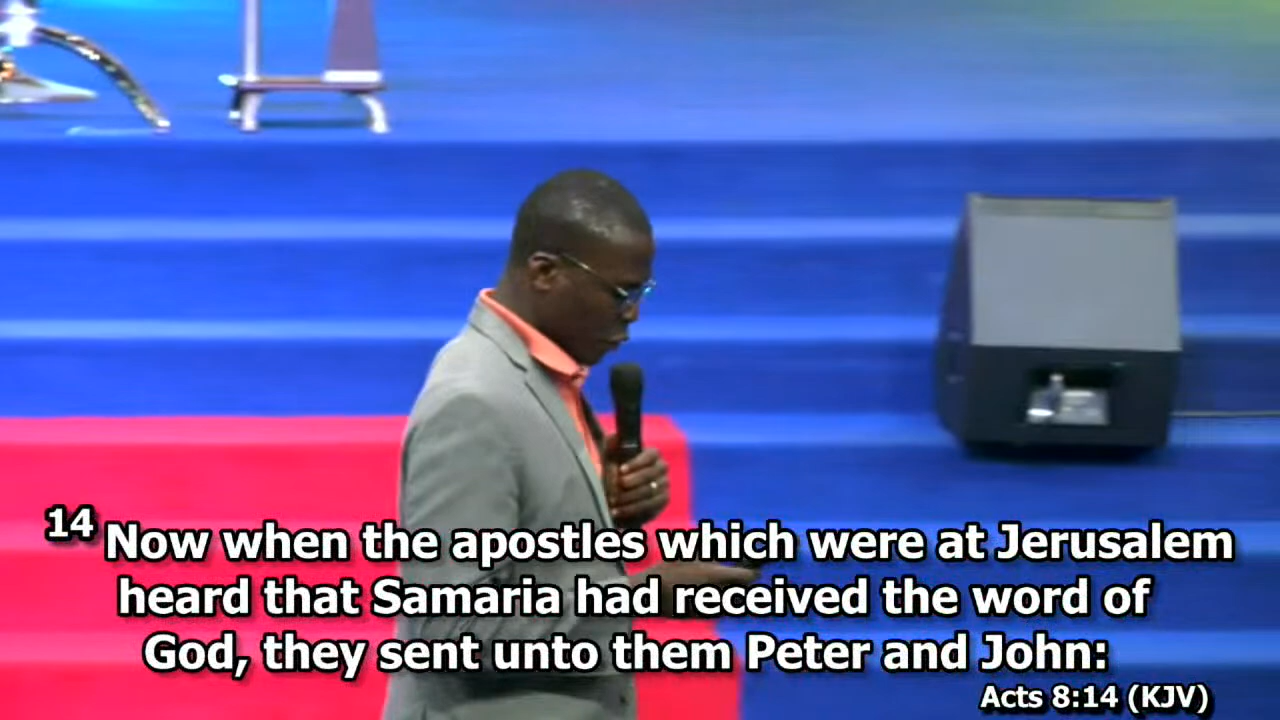 14 Now when the apostles which were at Jerusalem
heard that Samaria had received the word of
God, they sent unto them Peter and John:
Acts 8:14 (KJV)